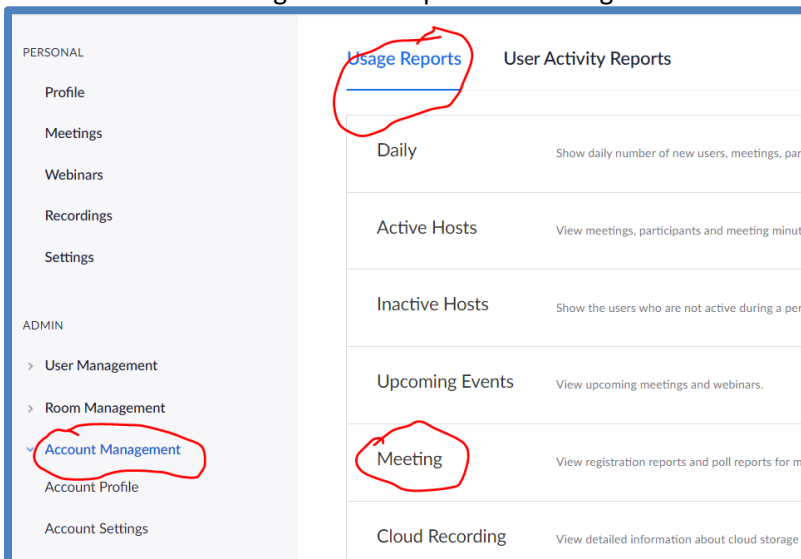 PERSONAL
Profile
Meetings
Webinars
Recordings
Settings
ADMIN
User Management
Room Management
Account Management
Account Profile
Account Settings
Usage Reports User Activity Reports
Daily Show daily number of new users, meetings, par
Active Hosts View meetings, participants and meeting minut
Inactive Hosts Show the users who are not active during a per
Upcoming Events View upcoming meetings and webinars.
Meeting View registration reports and poll reports for m
Cloud Recording View detailed information about cloud storage